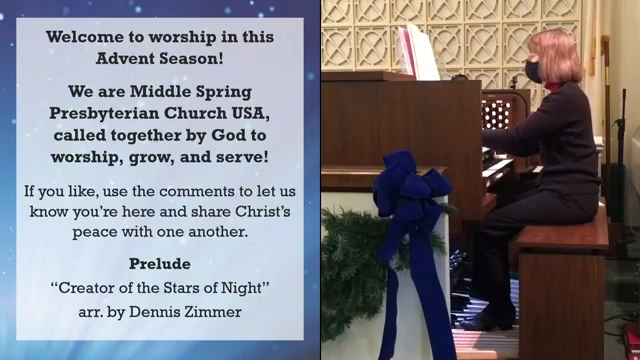 Welcome to worship in this
Advent Season!
We are Middle Spring
Presbyterian Church USA,
called together by God to
worship, grow, and serve!
If you like, use the comments to let us
know you're here and share Christ's
peace with one another.
Prelude
“Creator of the Stars of Night”
arr. by Dennis Zimmer